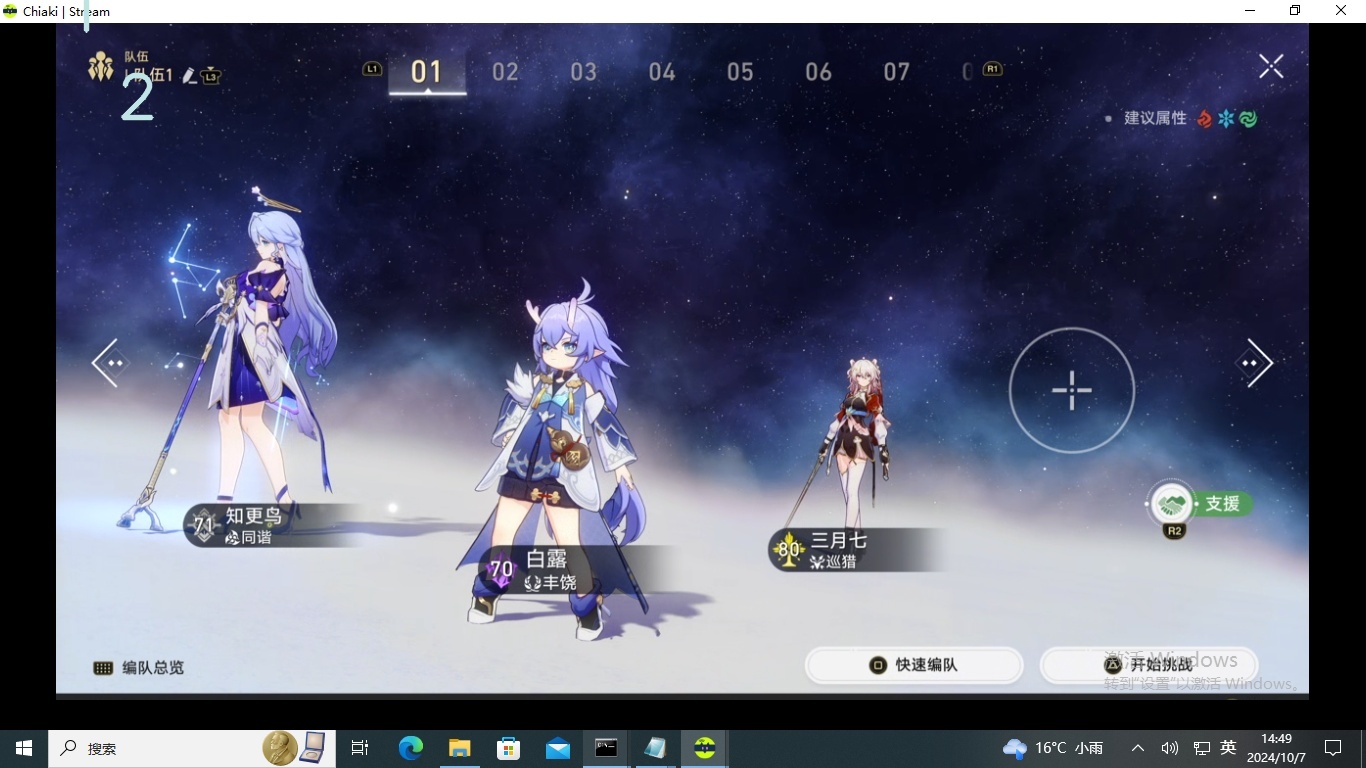 Chiaki | Stream
队伍
队伍1
L3
2
L1
01
02
03
04
05
06
07
R1
建议属性
71
知更鸟
同谐
70
白露
丰饶
80
三月七
巡猎
支援
R2
编队总览
快速编队
开始挑战
激活 Windows
转到"设置"以激活 Windows。
搜索
16°C 小雨
英
14:49
2024/10/7